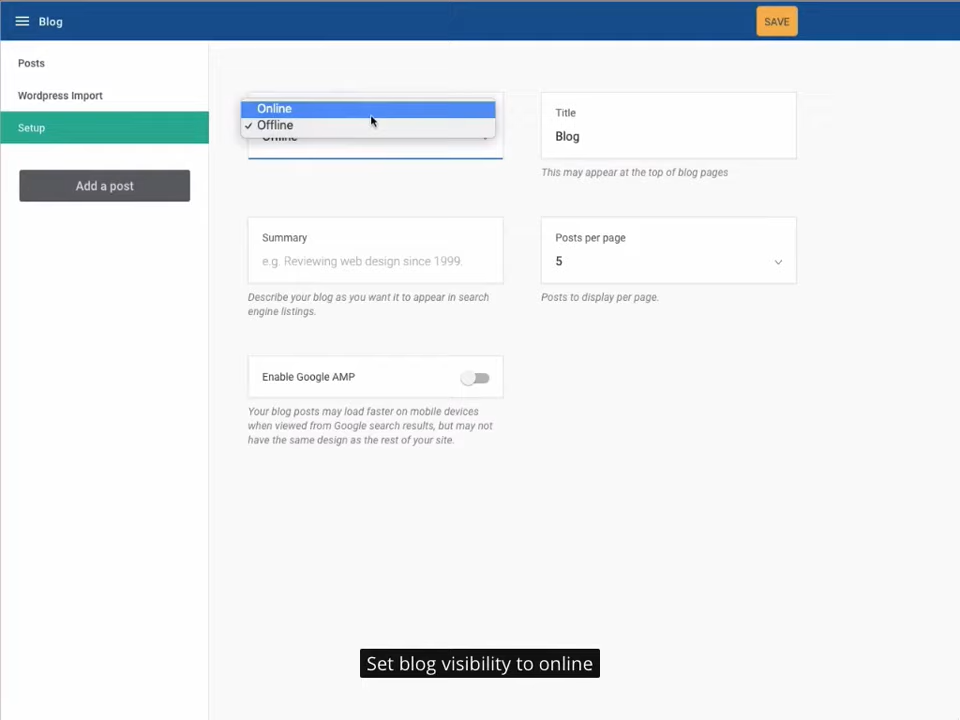 Blog
SAVE
Posts
Wordpress Import
Setup
Add a post
Online
Offline
Title
Blog
This may appear at the top of blog pages
Summary
e.g. Reviewing web design since 1999.
Describe your blog as you want it to appear in search
engine listings.
Posts per page
5
Posts to display per page.
Enable Google AMP
Your blog posts may load faster on mobile devices
when viewed from Google search results, but may not
have the same design as the rest of your site.
Set blog visibility to online